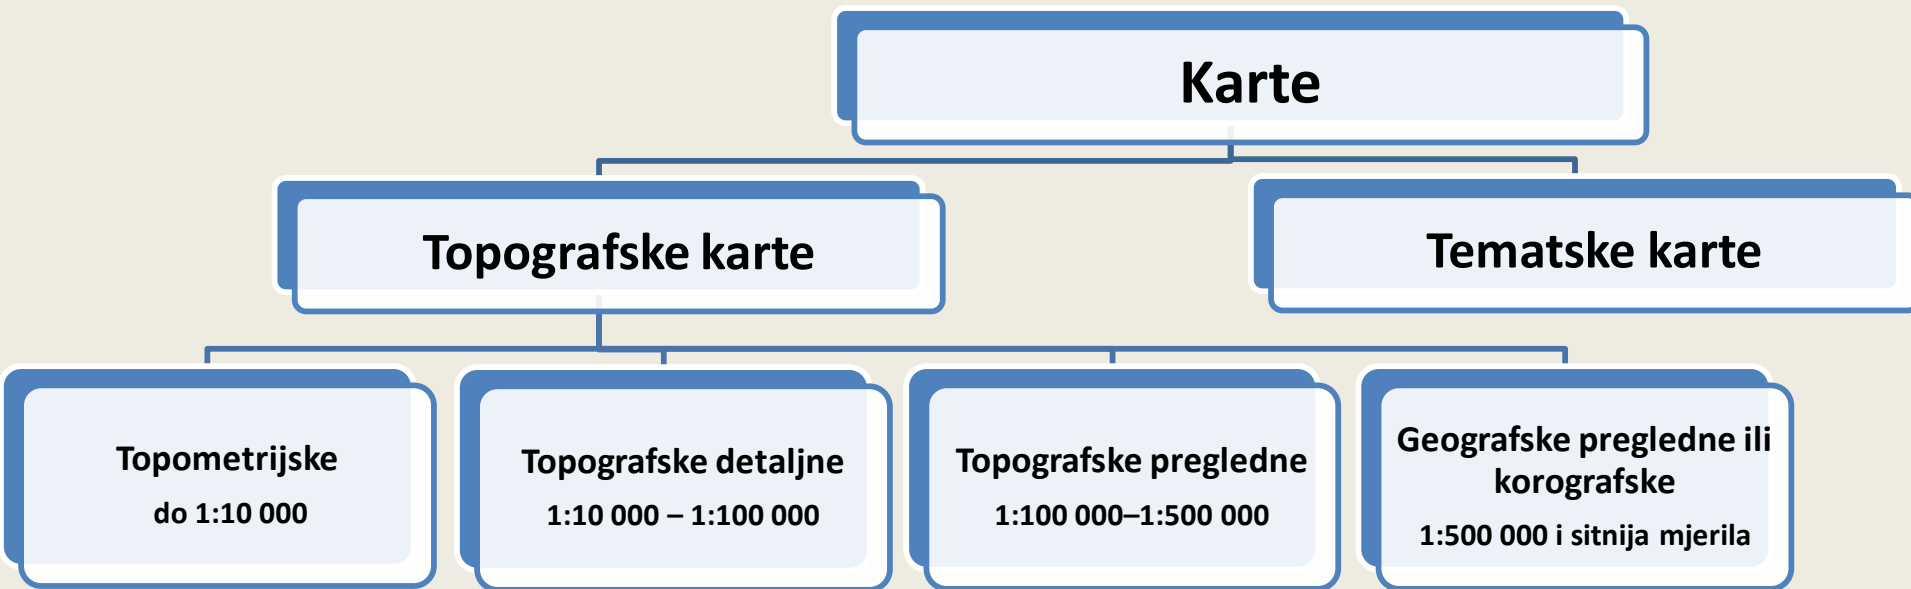 Karte
Topografske karte
Tematske karte
Topometrijske
do 1:10 000
Topografske detaljne
1:10 000 – 1:100 000
Topografske pregledne
1:100 000–1:500 000
Geografske pregledne ili
korografske
1:500 000 i sitnija mjerila